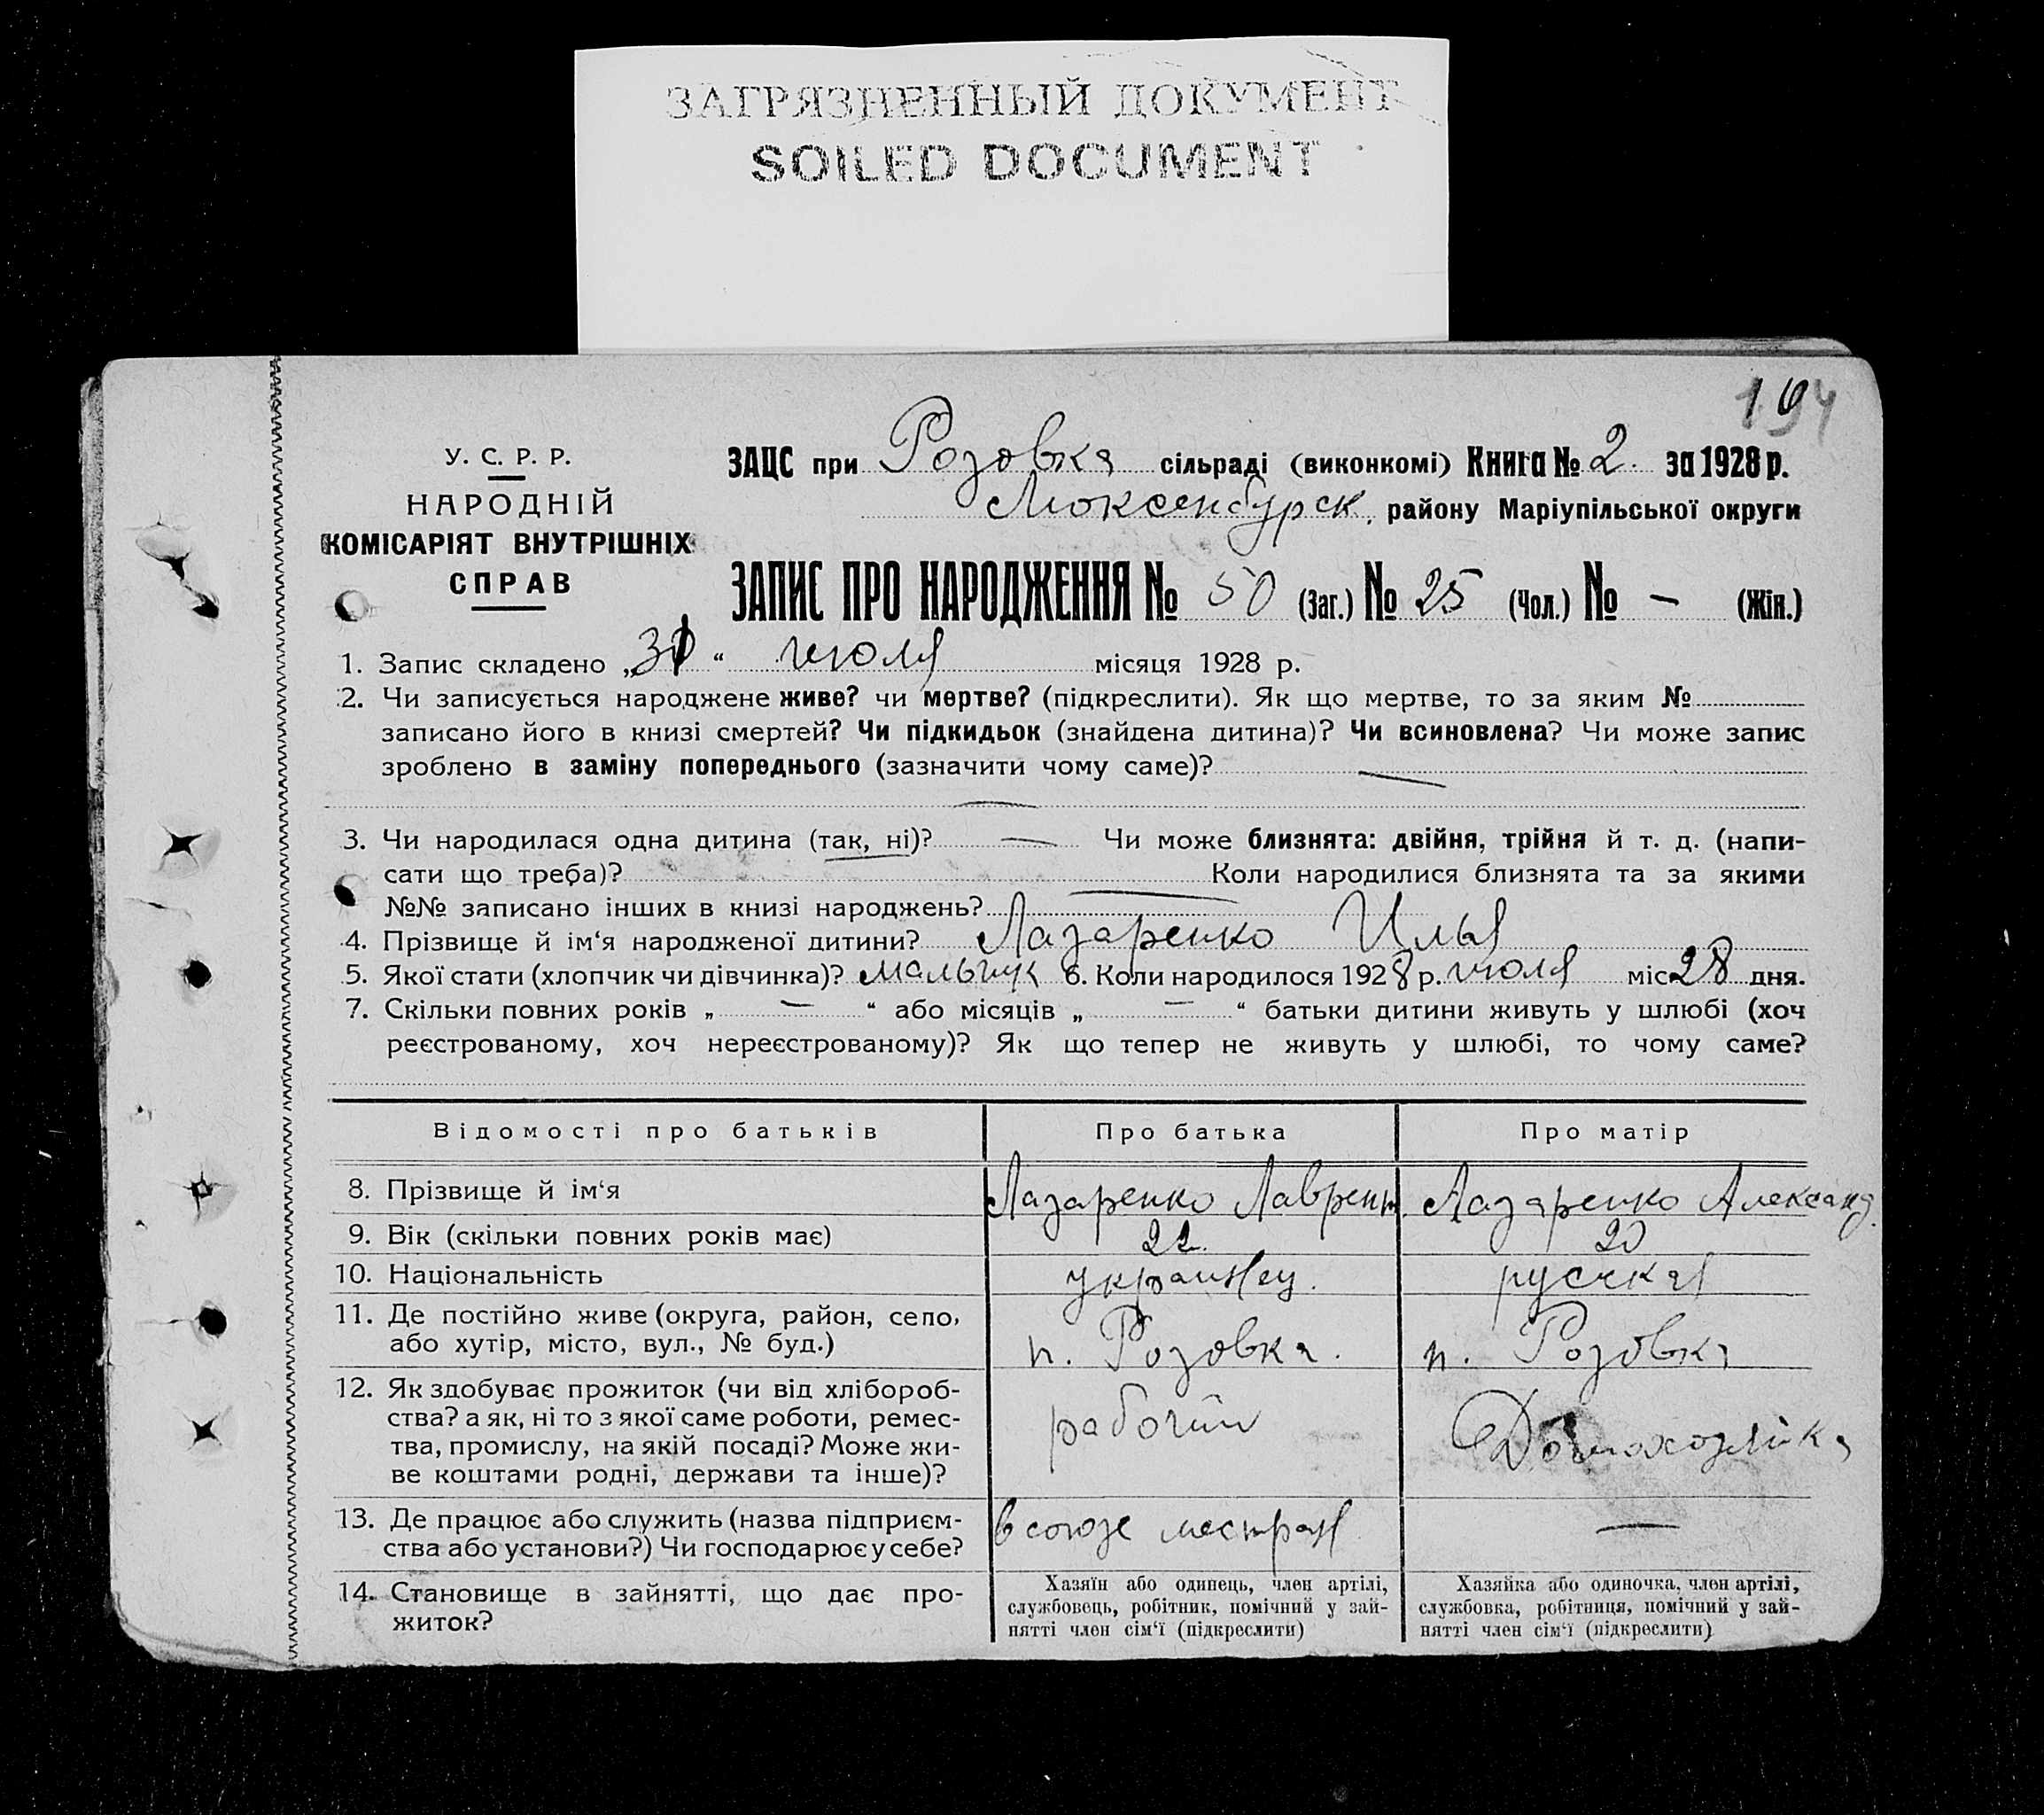 ЗАГРЯЗНЕННЫЙ ДОКУМЕНТ
SOILED DOCUMENT
194
У. С. Р. Р.
НАРОДНІЙ
КОМІСАРІЯТ ВНУТРІШНІХ
СПРАВ
ЗАЦС при Розовка сільраді (виконкомі) Книга № 2. за 1928 р.
Люксенбурск, району Маріупільської округи
ЗАПИС ПРО НАРОДЖЕННЯ № 50 (Заг.) № 25 (Чол.) № – (Жін.)
1. Запис складено „31“ июля місяця 1928 р.
2. Чи записується народжене живе? чи мертве? (підкреслити). Як що мертве, то за яким №
записано його в книзі смертей? Чи підкидьок (знайдена дитина)? Чи всиновлена? Чи може запис
зроблено в заміну попереднього (зазначити чому саме)? —
—
3. Чи народилася одна дитина (так, ні)? — Чи може близнята: двійня, трійня й т. д. (напи-
сати що треба)? Коли народилися близнята та за якими
№№ записано інших в книзі народжень? —
4. Прізвище й ім‘я народженої дитини? Лазаренко Илья
5. Якої стати (хлопчик чи дівчинка)? мальчик 6. Коли народилося 1928 р. июля міс 28 дня.
7. Скільки повних років „ — “ або місяців „ — “ батьки дитини живуть у шлюбі (хоч
реєстрованому, хоч нереєстрованому)? Як що тепер не живуть у шлюбі, то чому саме?
Відомості про батьків Про батька Про матір
8. Прізвище й ім‘я Лазаренко Лаврент. Лазаренко Александ.
9. Вік (скільки повних років має) 22. 20
10. Національність украинец. русская
11. Де постійно живе (округа, район, село,
або хутір, місто, вул., № буд.) п. Розовка. п. Розовка
12. Як здобуває прожиток (чи від хлібороб-
ства? а як, ні то з якої саме роботи, ремес-
тва, промислу, на якій посаді? Може жи-
ве коштами родні, держави та інше)?
рабочий Домохозяйка
13. Де працює або служить (назва підприєм-
ства або установи?) Чи господарює у себе?
в союзе —
14. Становище в зайнятті, що дає про-
житок?
Хазяїн або одинець, член артілі,
службовець, робітник, помічний у зай-
нятті член сім‘ї (підкреслити)
Хазяйка або одиночка, член артілі,
службовка, робітниця, помічний у зай-
нятті член сім‘ї (підкреслити)